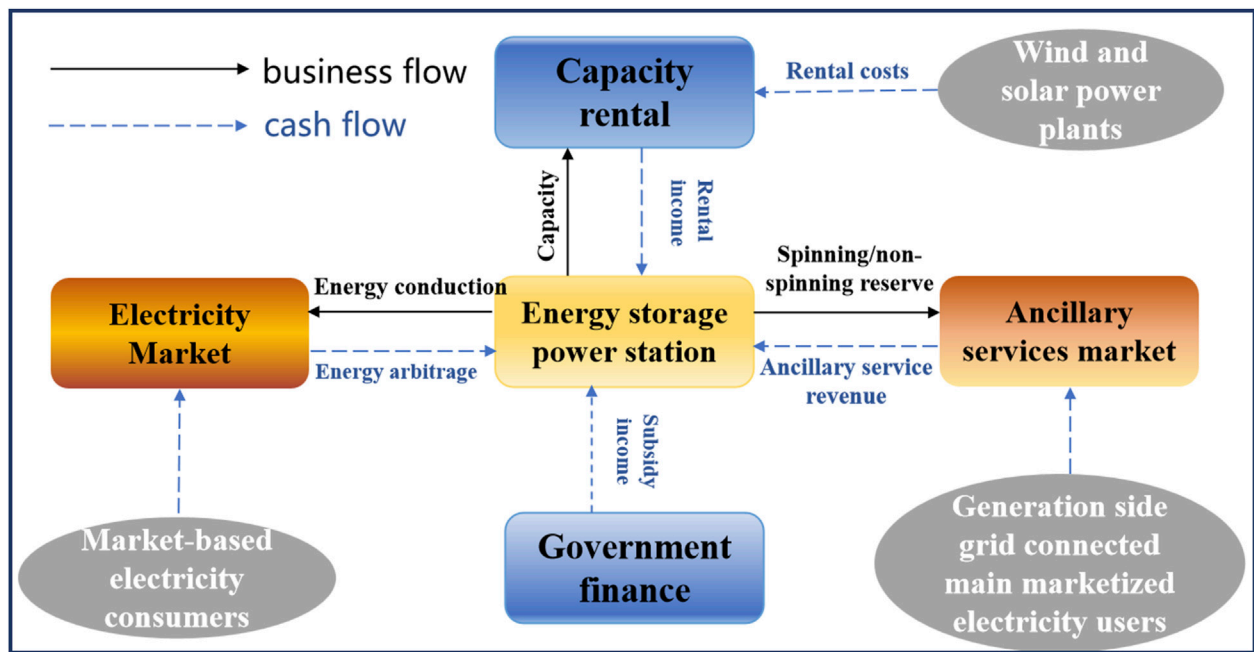 business flow
cash flow
Capacity
rental
Rental costs
Wind and
solar power
plants
Capacity
Rental
income
Energy conduction
Spinning/non-
spinning reserve
Electricity
Market
Energy storage
power station
Ancillary
services market
Energy arbitrage
Ancillary service
revenue
Subsidy
income
Market-based
electricity
consumers
Government
finance
Generation side
grid connected
main marketized
electricity users